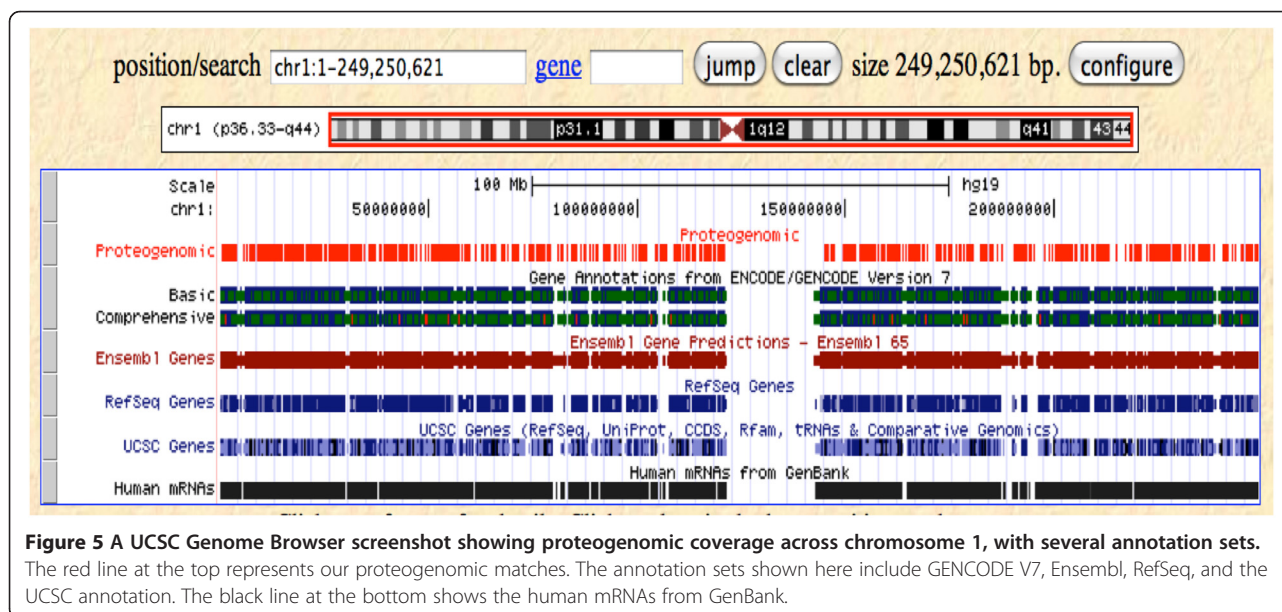 position/search chr1:1-249,250,621 gene jump clear size 249,250,621 bp. configure
chr1 (p36.33-q44) p31.1 1q12 q41 43 44
Scale 100 Mb hg19
chr1: 50000000 100000000 150000000 200000000
Proteogenomic
Proteogenomic
Gene Annotations from ENCODE/GENCODE Version 7
Basic
Comprehensive
Ensembl Gene Predictions - Ensembl 65
Ensembl Genes
RefSeq Genes
RefSeq Genes
UCSC Genes (RefSeq, UniProt, CCDS, Rfam, tRNAs & Comparative Genomics)
UCSC Genes
Human mRNAs from GenBank
Human mRNAs
Figure 5 A UCSC Genome Browser screenshot showing proteogenomic coverage across chromosome 1, with several annotation sets.
The red line at the top represents our proteogenomic matches. The annotation sets shown here include GENCODE V7, Ensembl, RefSeq, and the
UCSC annotation. The black line at the bottom shows the human mRNAs from GenBank.